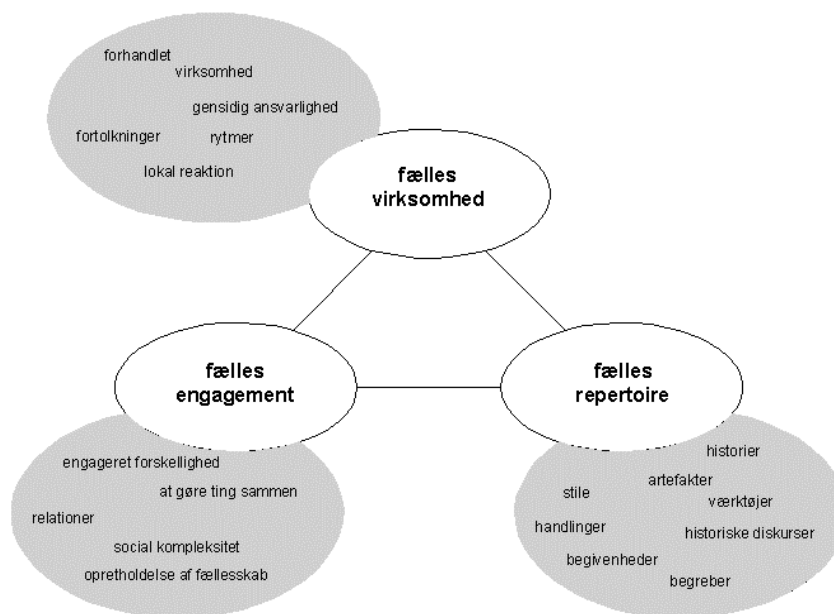 forhandlet
virksomhed
gensidig ansvarlighed
fortolkninger
rytmer
lokal reaktion
fælles
virksomhed
fælles
engagement
fælles
repertoire
engageret forskellighed
at gøre ting sammen
relationer
social kompleksitet
opretholdelse af fællesskab
historier
artefakter
stile
værktøjer
handlinger
historiske diskurser
begivenheder
begreber